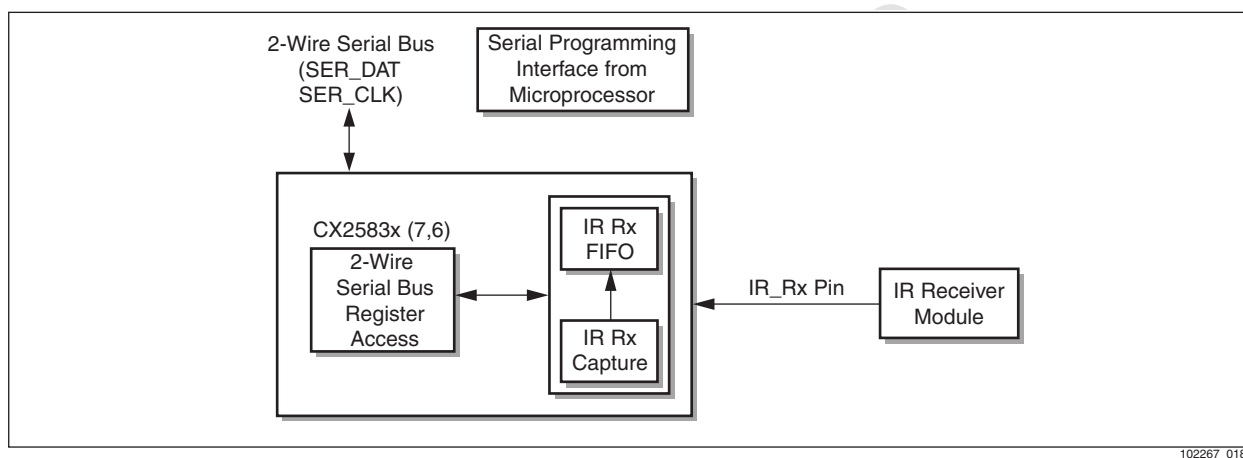 2-Wire Serial Bus
(SER_DAT
SER_CLK)
Serial Programming
Interface from
Microprocessor
CX2583x (7,6)
2-Wire
Serial Bus
Register
Access
IR Rx
FIFO
IR Rx
Capture
IR_Rx Pin
IR Receiver
Module
102267_018